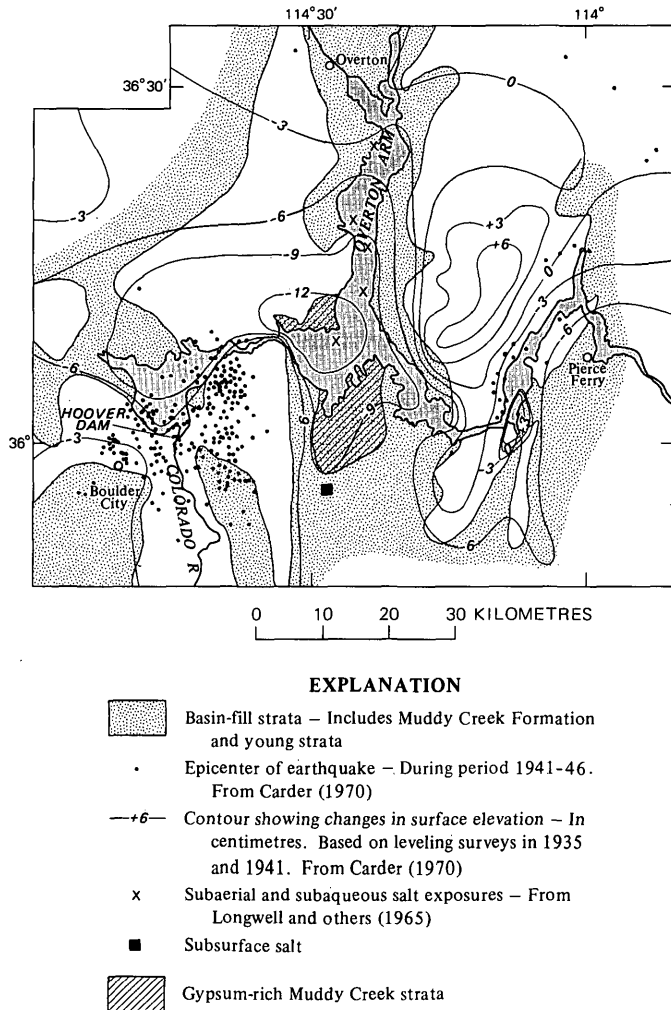 114°30' 114°
Overton
36°30'
0
-3
OVERTON ARM
-3
-6
+3
+6
-9
0
-3
-12
-6
Pierce Ferry
6
HOOVER DAM
-3
6
9
36°
Boulder City
COLORADO R
-3
6
0 10 20 30 KILOMETRES
EXPLANATION
Basin-fill strata – Includes Muddy Creek Formation
and young strata
Epicenter of earthquake – During period 1941-46.
From Carder (1970)
—+6— Contour showing changes in surface elevation – In
centimetres. Based on leveling surveys in 1935
and 1941. From Carder (1970)
x Subaerial and subaqueous salt exposures – From
Longwell and others (1965)
Subsurface salt
Gypsum-rich Muddy Creek strata